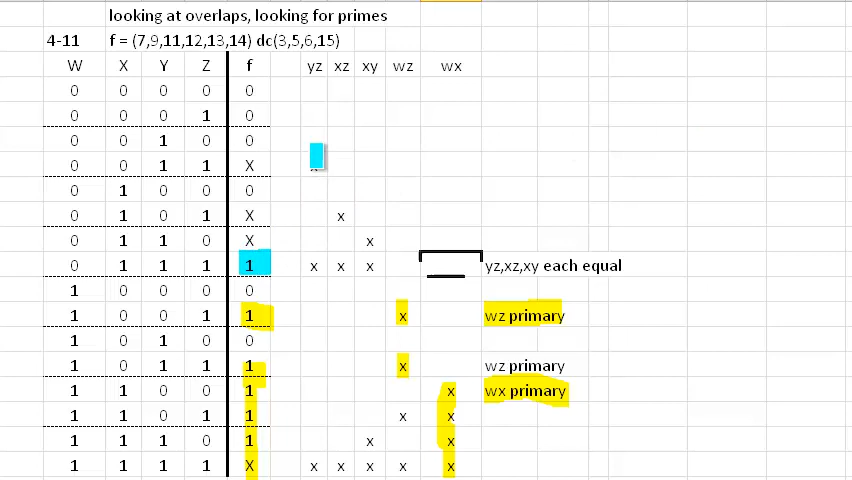 looking at overlaps, looking for primes
4-11 f = (7,9,11,12,13,14) dc(3,5,6,15)
W X Y Z f yz xz xy wz wx
0 0 0 0 0
0 0 0 1 0
0 0 1 0 0
0 0 1 1 X
0 1 0 0 0
0 1 0 1 X x
0 1 1 0 X x
0 1 1 1 1 x x x yz,xz,xy each equal
1 0 0 0 0
1 0 0 1 1 x wz primary
1 0 1 0 0
1 0 1 1 1 x wz primary
1 1 0 0 1 x wx primary
1 1 0 1 1 x x
1 1 1 0 1 x x
1 1 1 1 X x x x x x